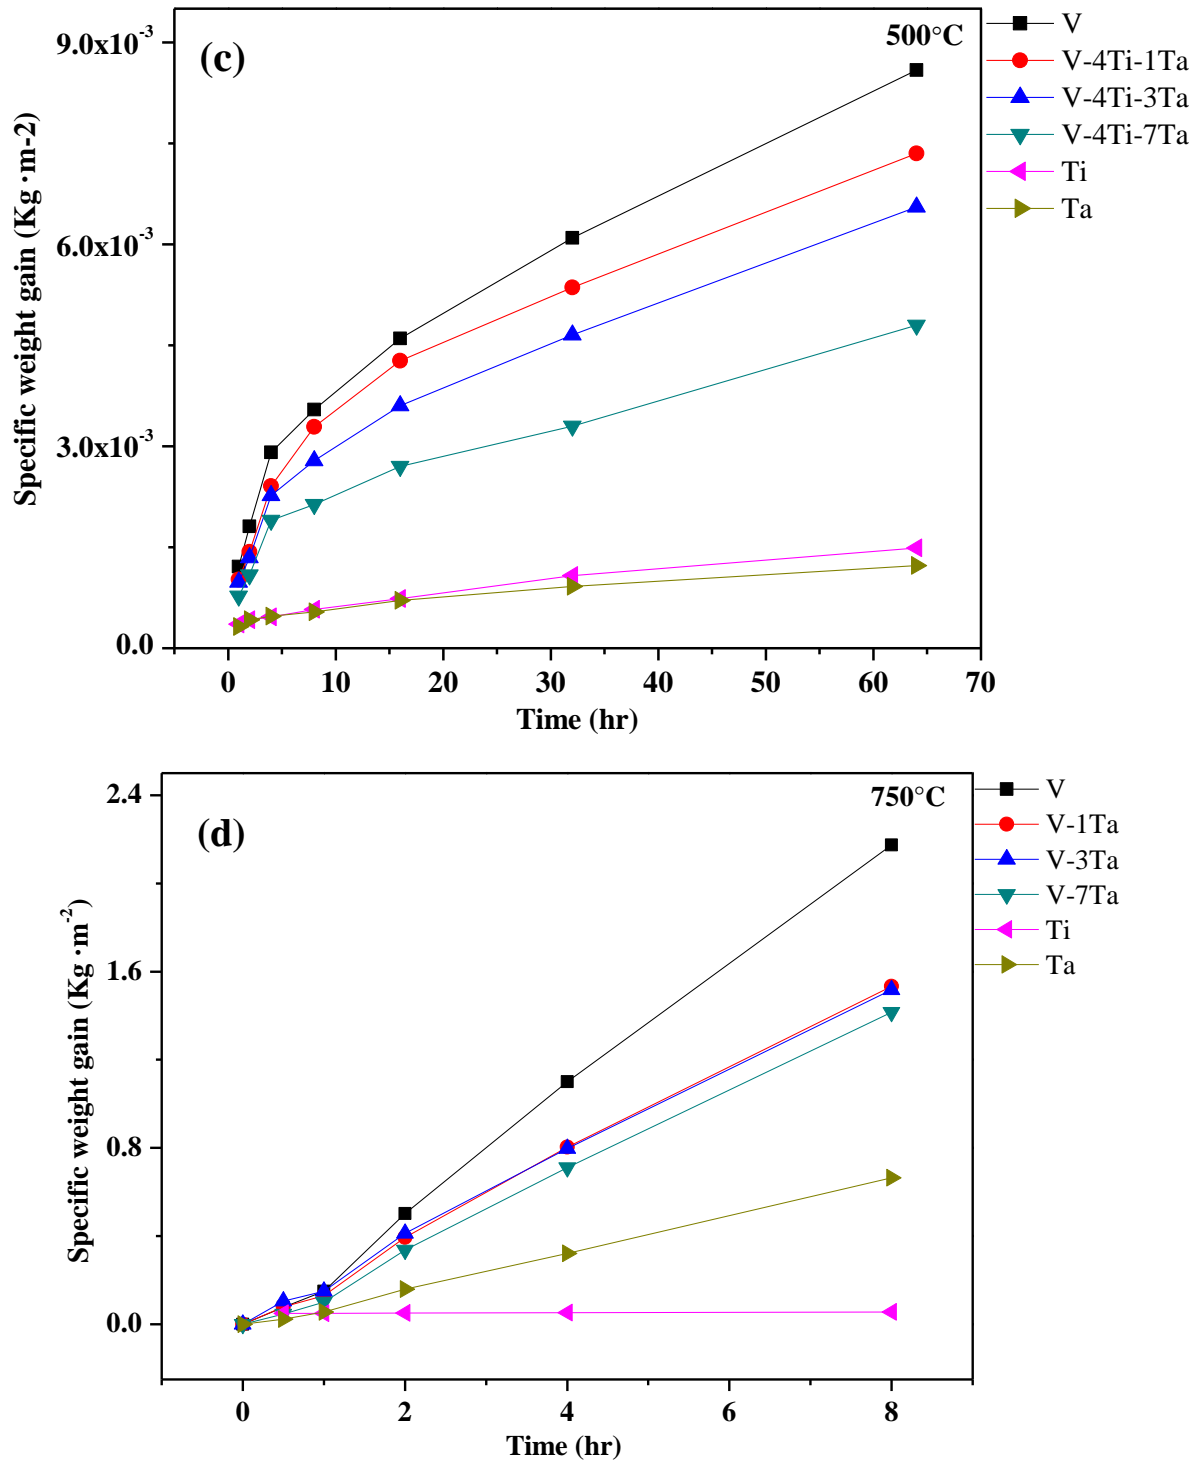 (c)
500°C
V
V-4Ti-1Ta
V-4Ti-3Ta
V-4Ti-7Ta
Ti
Ta
Specific weight gain (Kg·m-2)
9.0x10⁻³
6.0x10⁻³
3.0x10⁻³
0.0
0 10 20 30 40 50 60 70
Time (hr)
(d)
750°C
V
V-1Ta
V-3Ta
V-7Ta
Ti
Ta
Specific weight gain (Kg·m⁻²)
2.4
1.6
0.8
0.0
0 2 4 6 8
Time (hr)